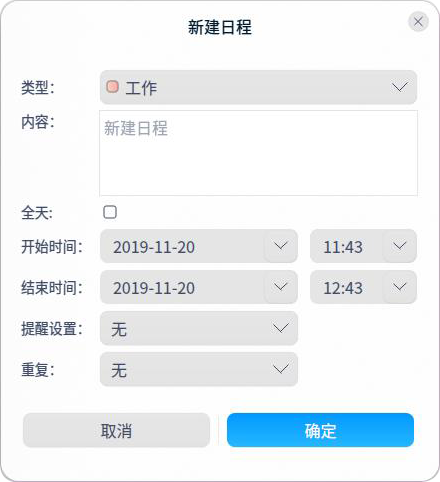 新建日程
类型: 工作
内容: 新建日程
全天:
开始时间: 2019-11-20 11:43
结束时间: 2019-11-20 12:43
提醒设置: 无
重复: 无
取消 确定